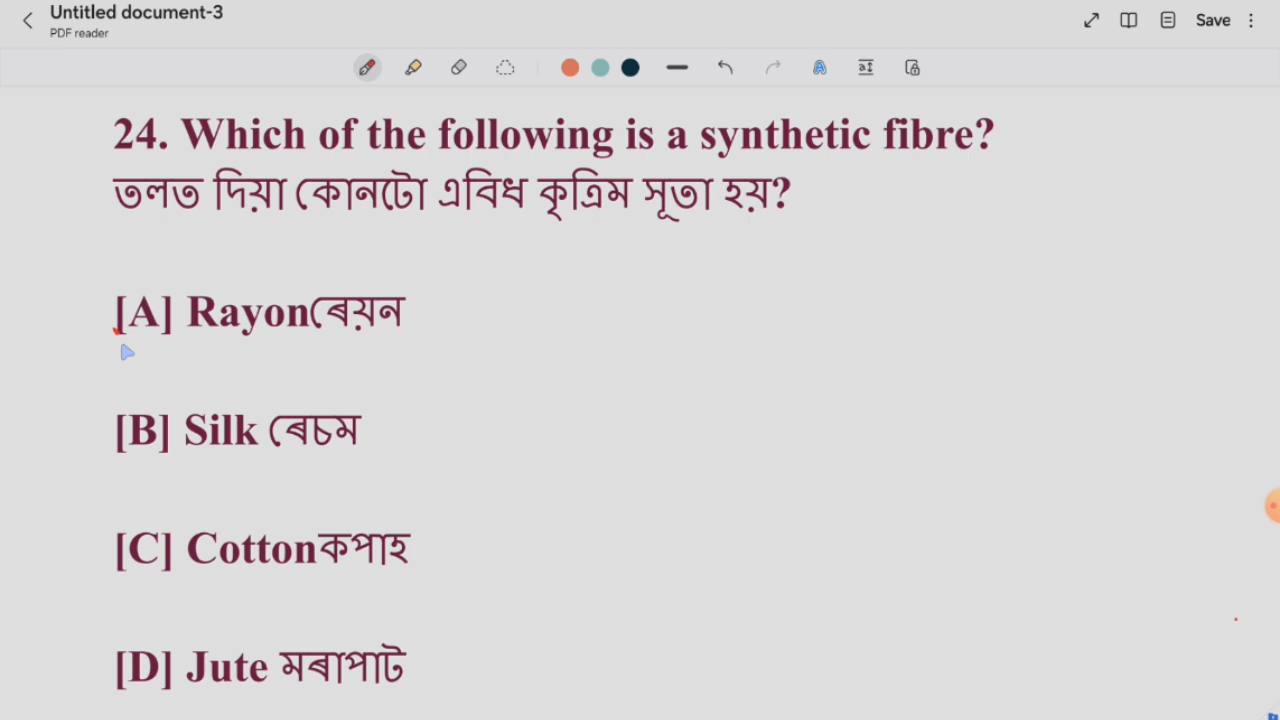 Untitled document-3
PDF reader
Save
24. Which of the following is a synthetic fibre?
তলত দিয়া কোনটো এবিধ কৃত্ৰিম সূতা হয়?
[A] Rayonৰেয়ন
[B] Silk ৰেচম
[C] Cottonকপাহ
[D] Jute মৰাপাট